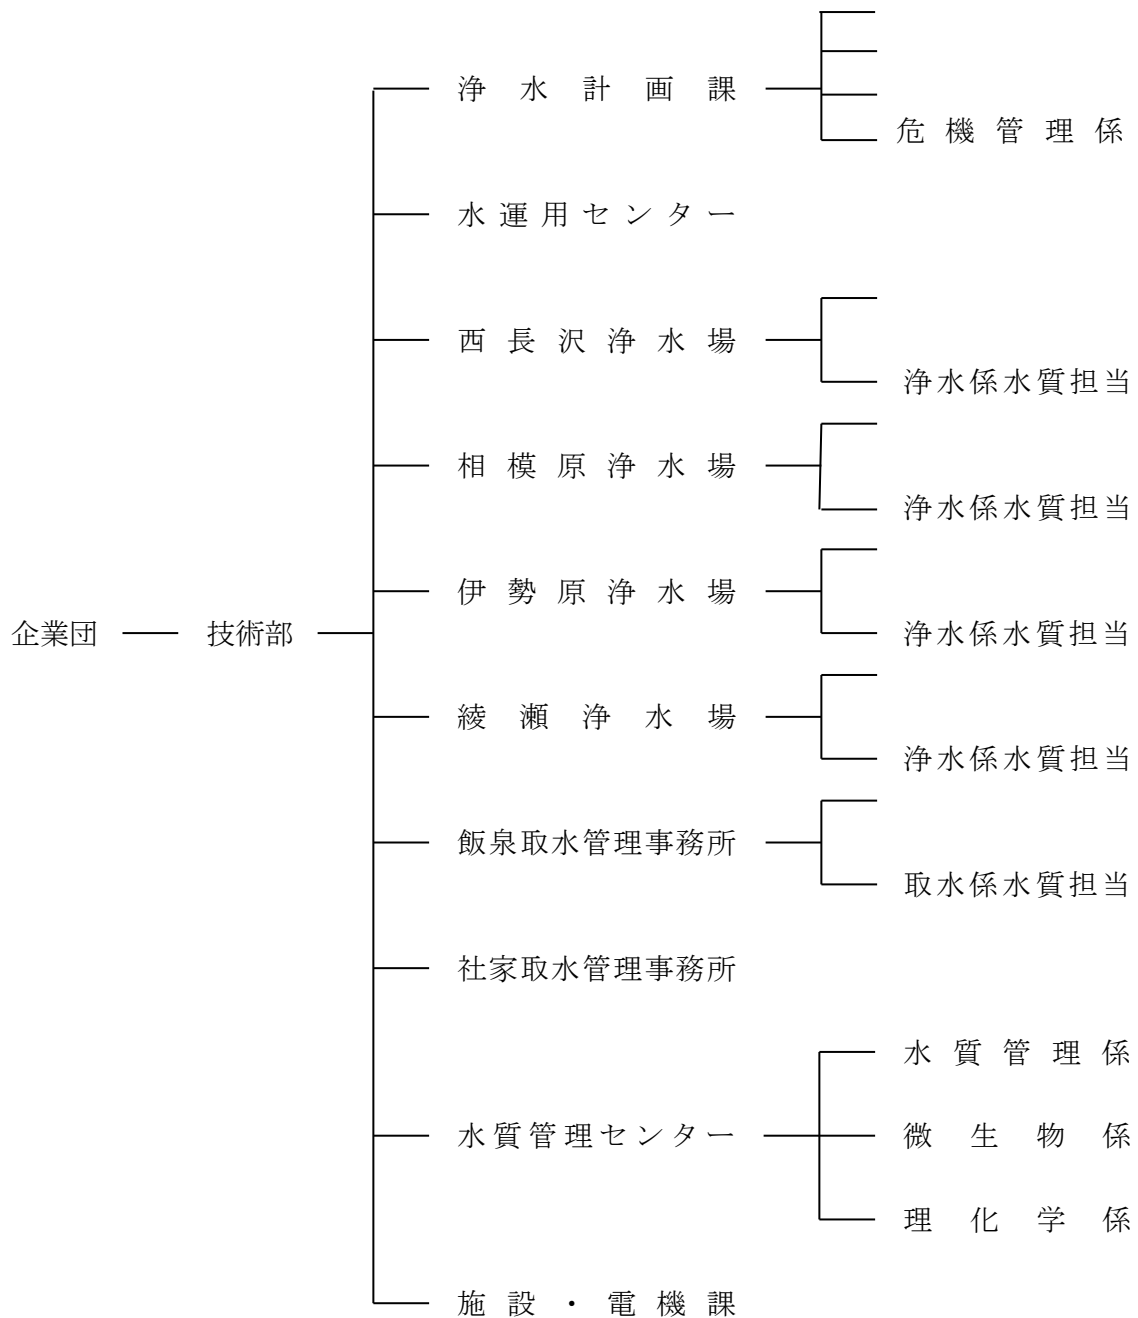 浄水計画課
危機管理係
水運用センター
西長沢浄水場
浄水係水質担当
相模原浄水場
浄水係水質担当
伊勢原浄水場
企業団
技術部
浄水係水質担当
綾瀬浄水場
浄水係水質担当
飯泉取水管理事務所
取水係水質担当
社家取水管理事務所
水質管理係
水質管理センター
微生物係
理化学係
施設・電機課